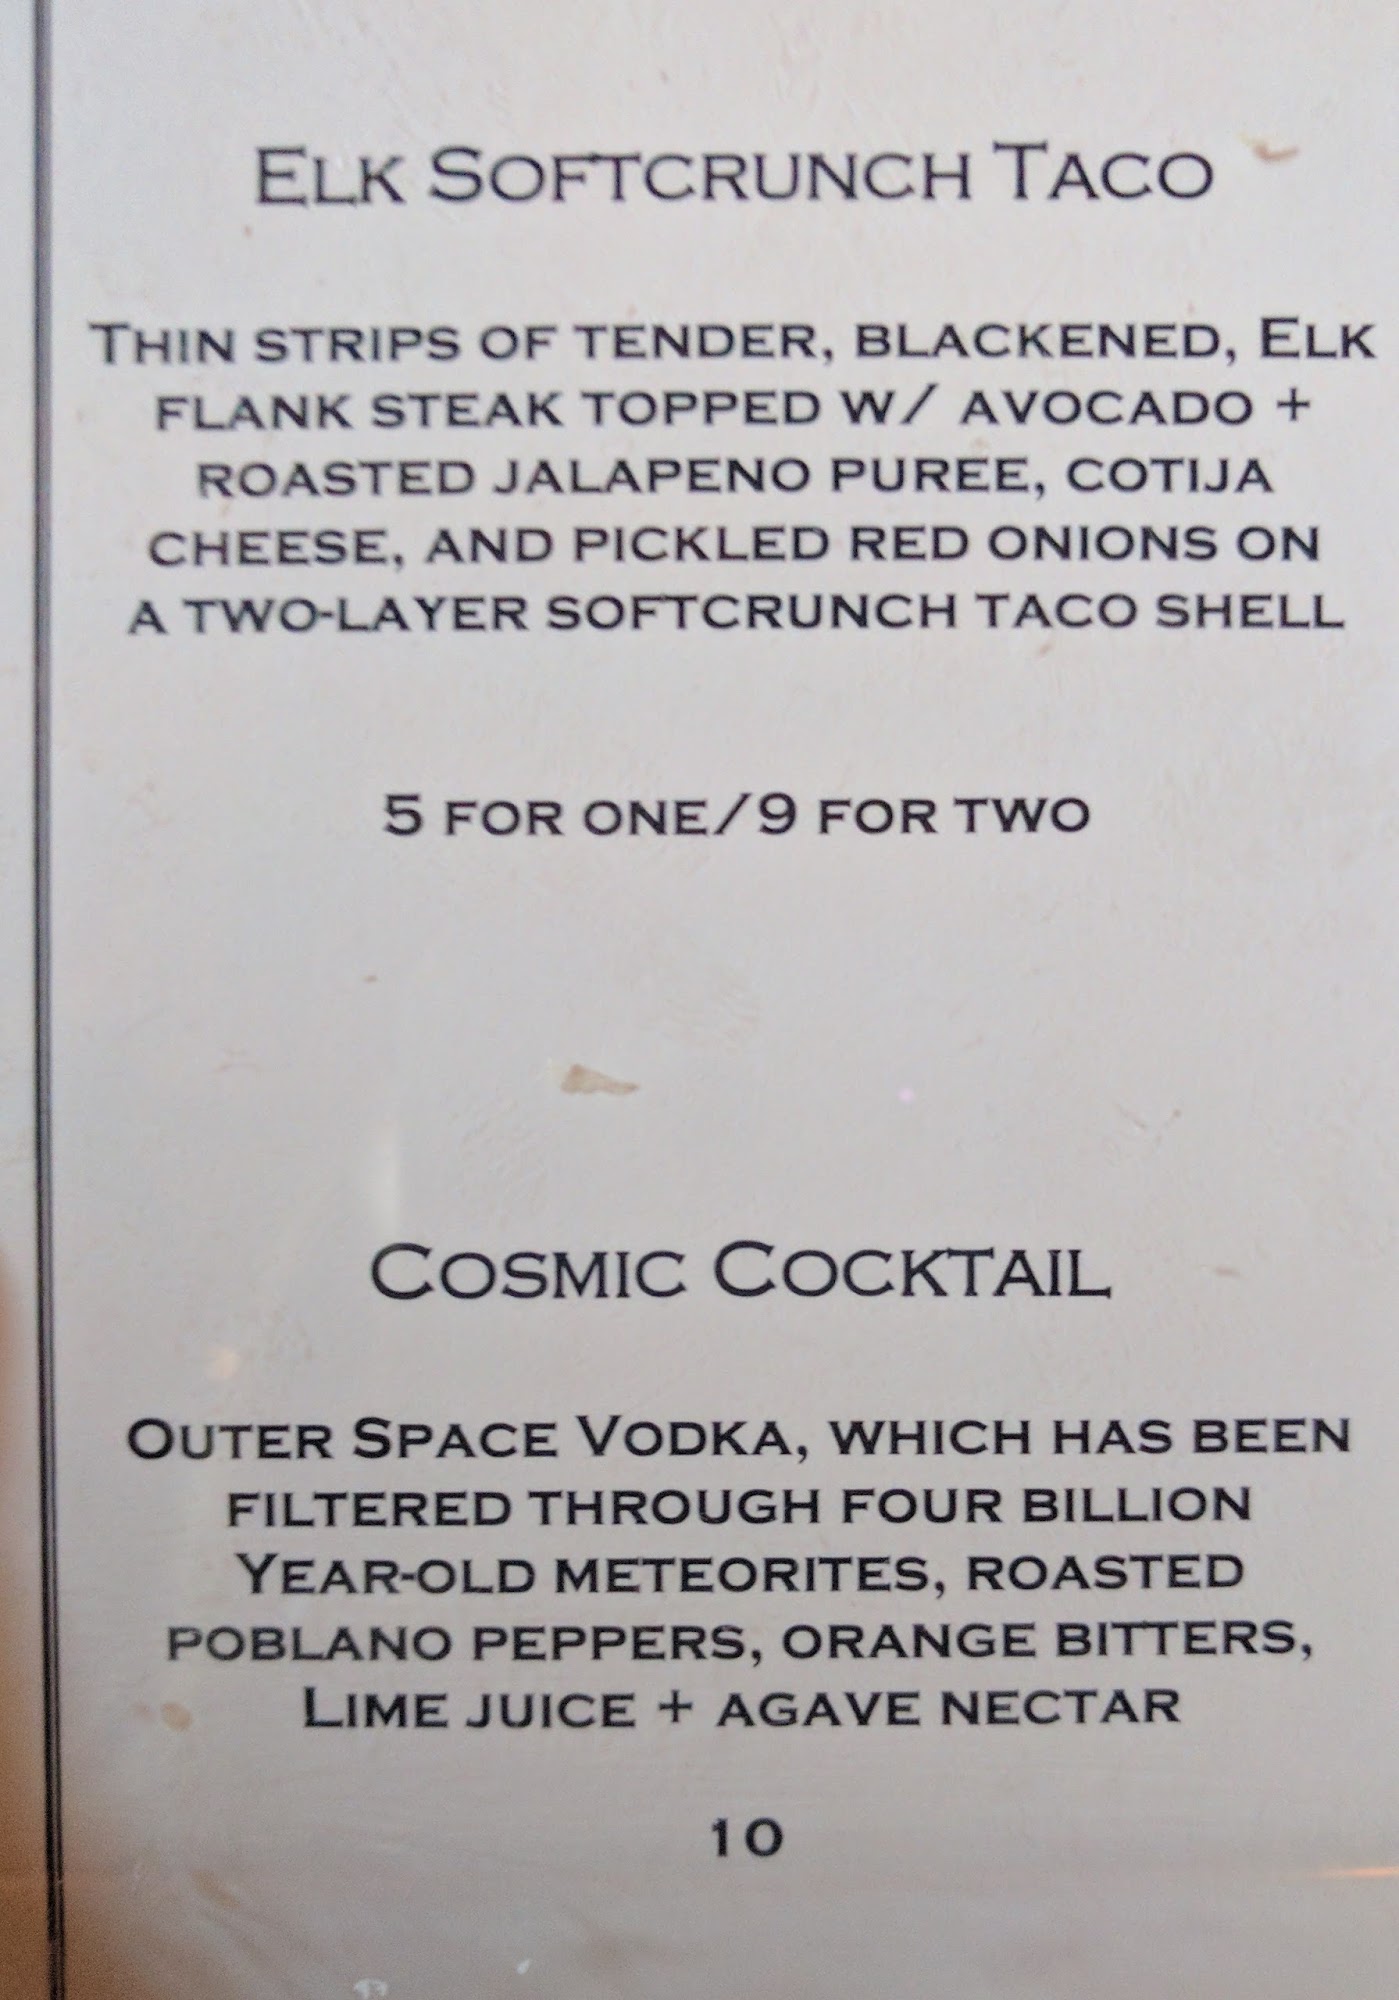 Elk Softcrunch Taco
Thin strips of tender, blackened, Elk
flank steak topped w/ avocado +
roasted jalapeno puree, cotija
cheese, and pickled red onions on
a two-layer softcrunch taco shell
5 for one/9 for two
Cosmic Cocktail
Outer Space Vodka, which has been
filtered through four billion
Year-old meteorites, roasted
poblano peppers, orange bitters,
Lime juice + agave nectar
10